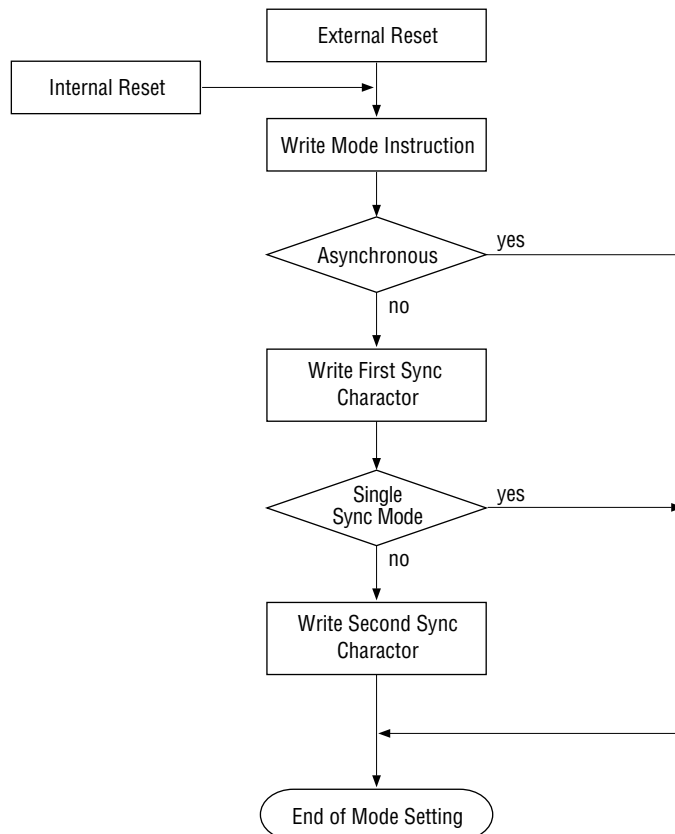 External Reset
Internal Reset
Write Mode Instruction
Asynchronous
yes
no
Write First Sync
Charactor
Single
Sync Mode
yes
no
Write Second Sync
Charactor
End of Mode Setting